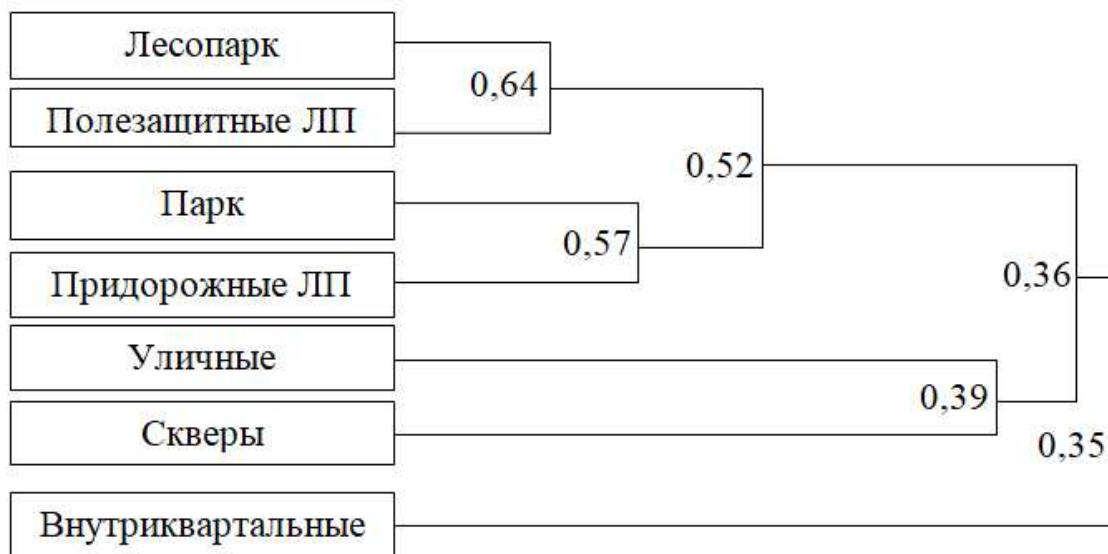 Лесопарк
0,64
Полезащитные ЛП
0,52
Парк
0,57
Придорожные ЛП
0,36
Уличные
0,39
Скверы
0,35
Внутриквартальные